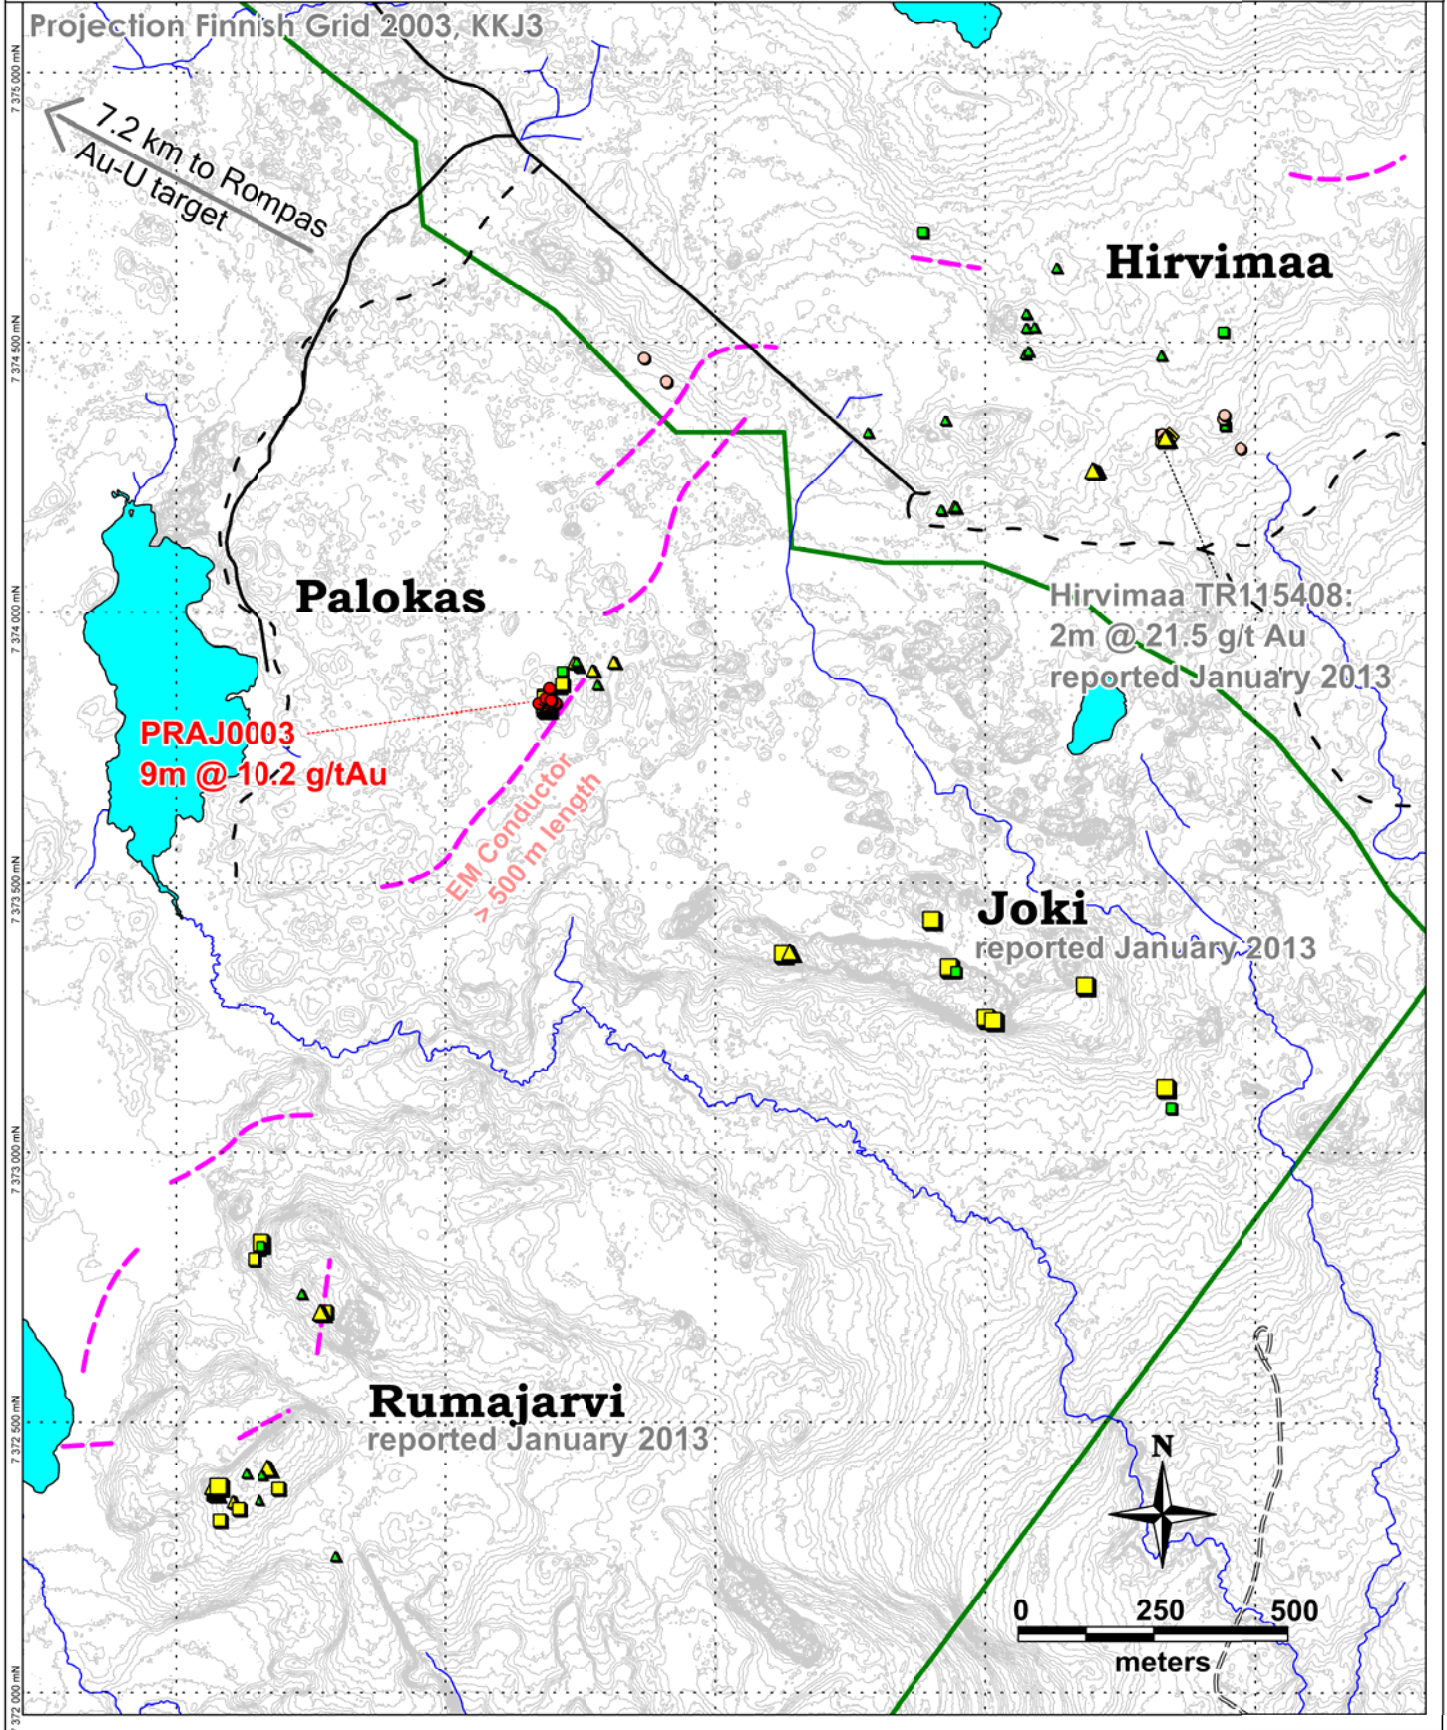 Projection Finnish Grid 2003, KKJ3
7 375 000 mN
7.2 km to Rompas
Au-U target
Hirvimaa
7 374 500 mN
Palokas
7 374 000 mN
Hirvimaa TR115408:
2m @ 21.5 g/t Au
reported January 2013
PRAJ0003
9m @ 10.2 g/tAu
EM Conductor
> 500 m length
7 373 500 mN
Joki
reported January 2013
7 373 000 mN
Rumajarvi
reported January 2013
7 372 500 mN
N
0 250 500
meters
7 372 000 mN